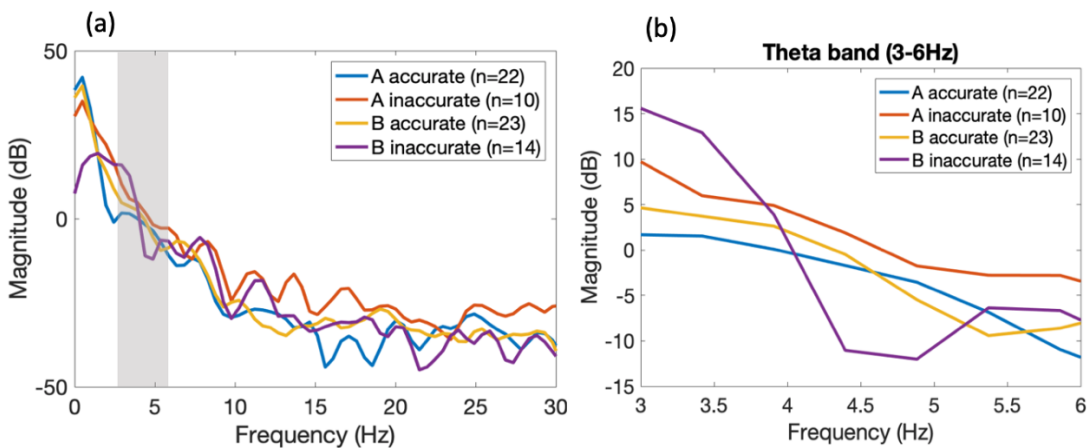 (a)
50
0
-50
Magnitude (dB)
0 5 10 15 20 25 30
Frequency (Hz)
A accurate (n=22)
A inaccurate (n=10)
B accurate (n=23)
B inaccurate (n=14)
(b)
Theta band (3-6Hz)
20
15
10
5
0
-5
-10
-15
Magnitude (dB)
3 3.5 4 4.5 5 5.5 6
Frequency (Hz)
A accurate (n=22)
A inaccurate (n=10)
B accurate (n=23)
B inaccurate (n=14)